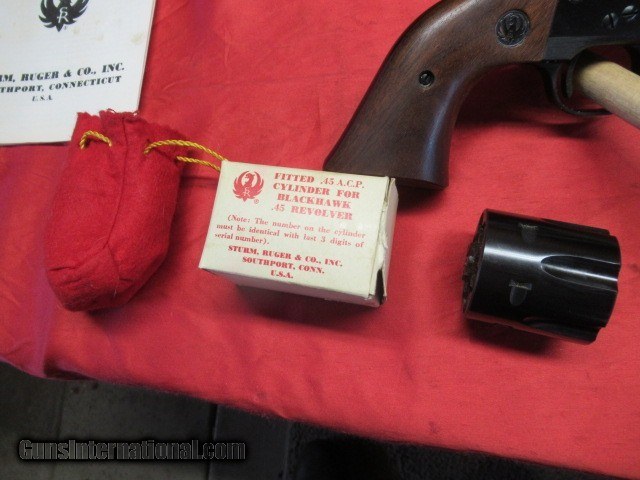 RUGER & CO., INC.
SOUTHPORT, CONNECTICUT
U.S.A.
FITTED .45 A.C.P.
CYLINDER FOR
BLACKHAWK
.45 REVOLVER
(Note: The number on the cylinder
must be identical with last 3 digits of
serial number).
STURM, RUGER & CO., INC.
SOUTHPORT, CONN.
U.S.A.
GunsInternational.com